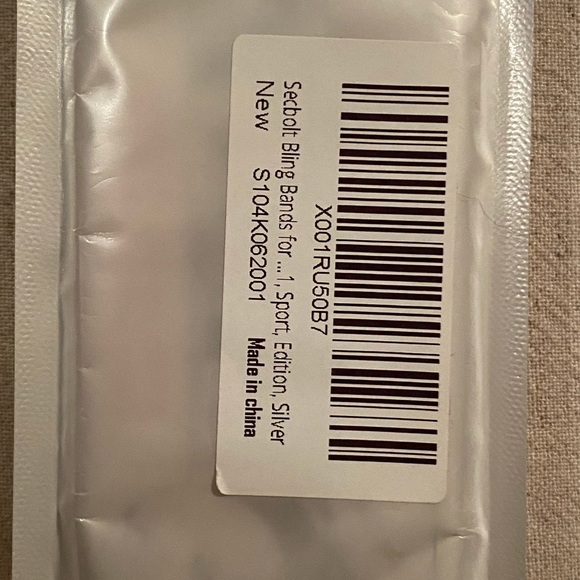 X001RU50B7
Secbolt Bling Bands for ...1, Sport, Edition, Silver
New S104K062001 Made in china